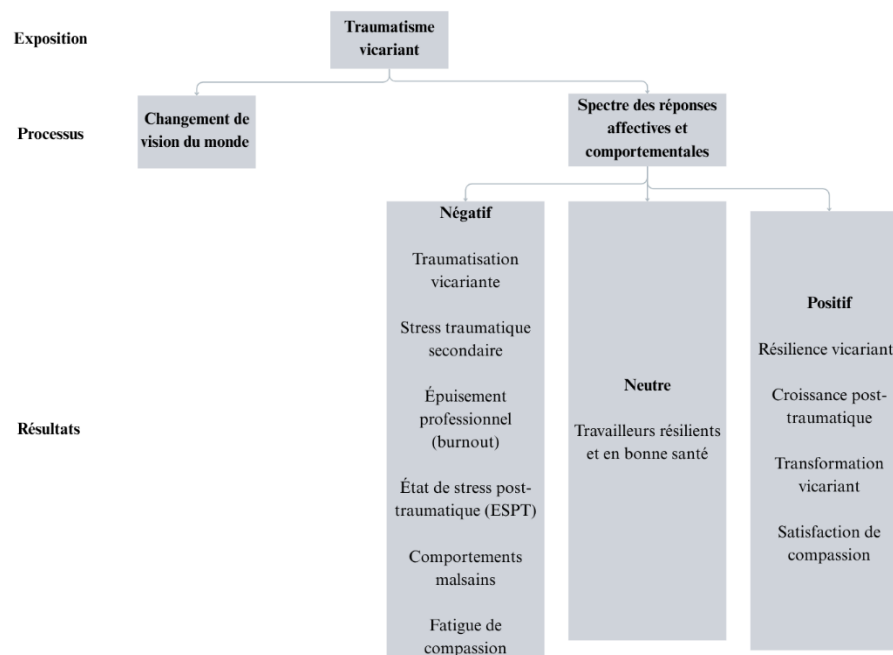 Exposition
Traumatisme
vicariant
Processus
Changement de
vision du monde
Spectre des réponses
affectives et
comportementales
Résultats
Négatif
Traumatisation
vicariante
Stress traumatique
secondaire
Épuisement
professionnel
(burnout)
État de stress post-
traumatique (ESPT)
Comportements
malsains
Fatigue de
compassion
Neutre
Travailleurs résilients
et en bonne santé
Positif
Résilience vicariant
Croissance post-
traumatique
Transformation
vicariant
Satisfaction de
compassion